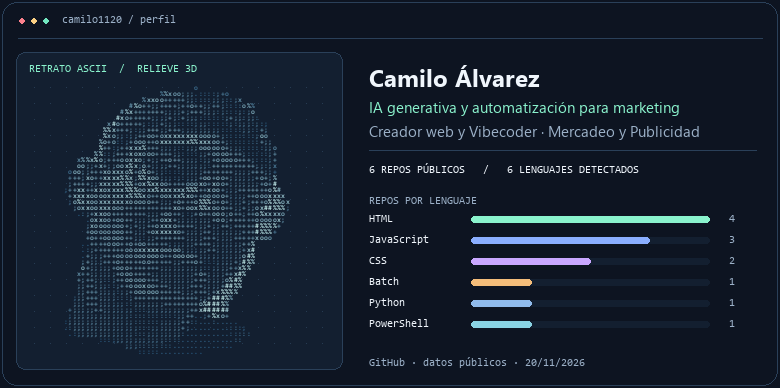 camilo1120 / perfil
RETRATO ASCII / RELIEVE 3D
Camilo Álvarez
IA generativa y automatización para marketing
Creador web y Vibecoder · Mercadeo y Publicidad
6 REPOS PÚBLICOS / 6 LENGUAJES DETECTADOS
REPOS POR LENGUAJE
HTML 4
JavaScript 3
CSS 2
Batch 1
Python 1
PowerShell 1
GitHub · datos públicos · 20/11/2026